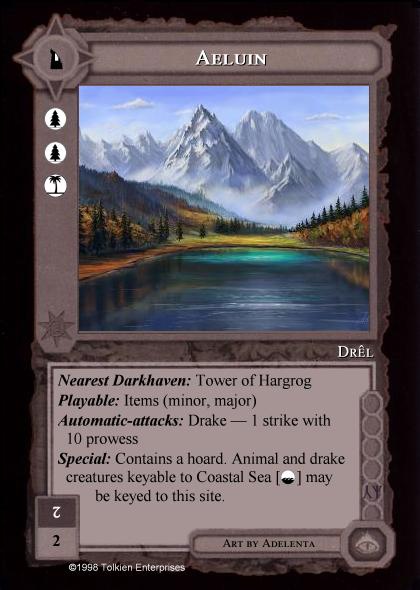 AELUIN
DRÊL
Nearest Darkhaven: Tower of Hargrog
Playable: Items (minor, major)
Automatic-attacks: Drake — 1 strike with
10 prowess
Special: Contains a hoard. Animal and drake
creatures keyable to Coastal Sea [ ] may
be keyed to this site.
2
2
ART BY ADELENTA
©1998 Tolkien Enterprises